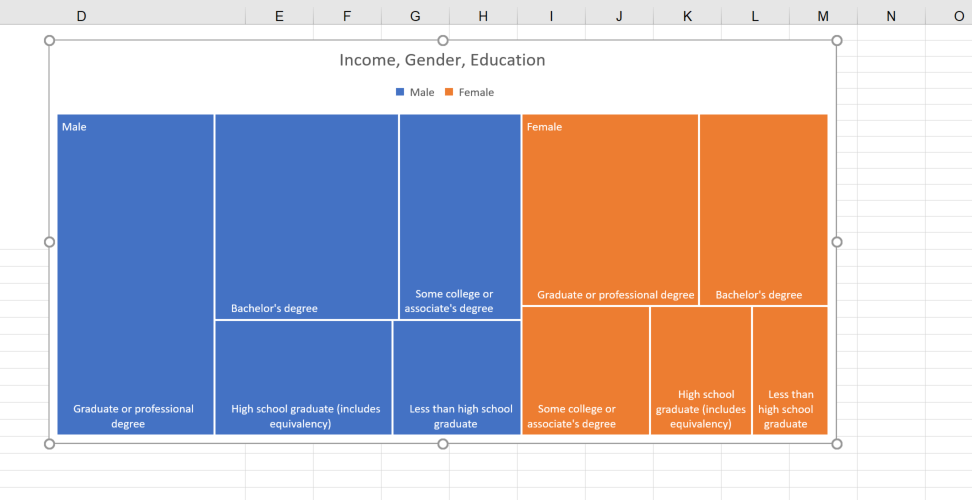 D E F G H I J K L M N O
Income, Gender, Education
Male Female
Male
Female
Graduate or professional
degree
Bachelor's degree
Some college or
associate's degree
High school graduate (includes
equivalency)
Less than high school
graduate
Graduate or professional degree
Bachelor's degree
Some college or
associate's degree
High school
graduate (includes
equivalency)
Less than
high school
graduate